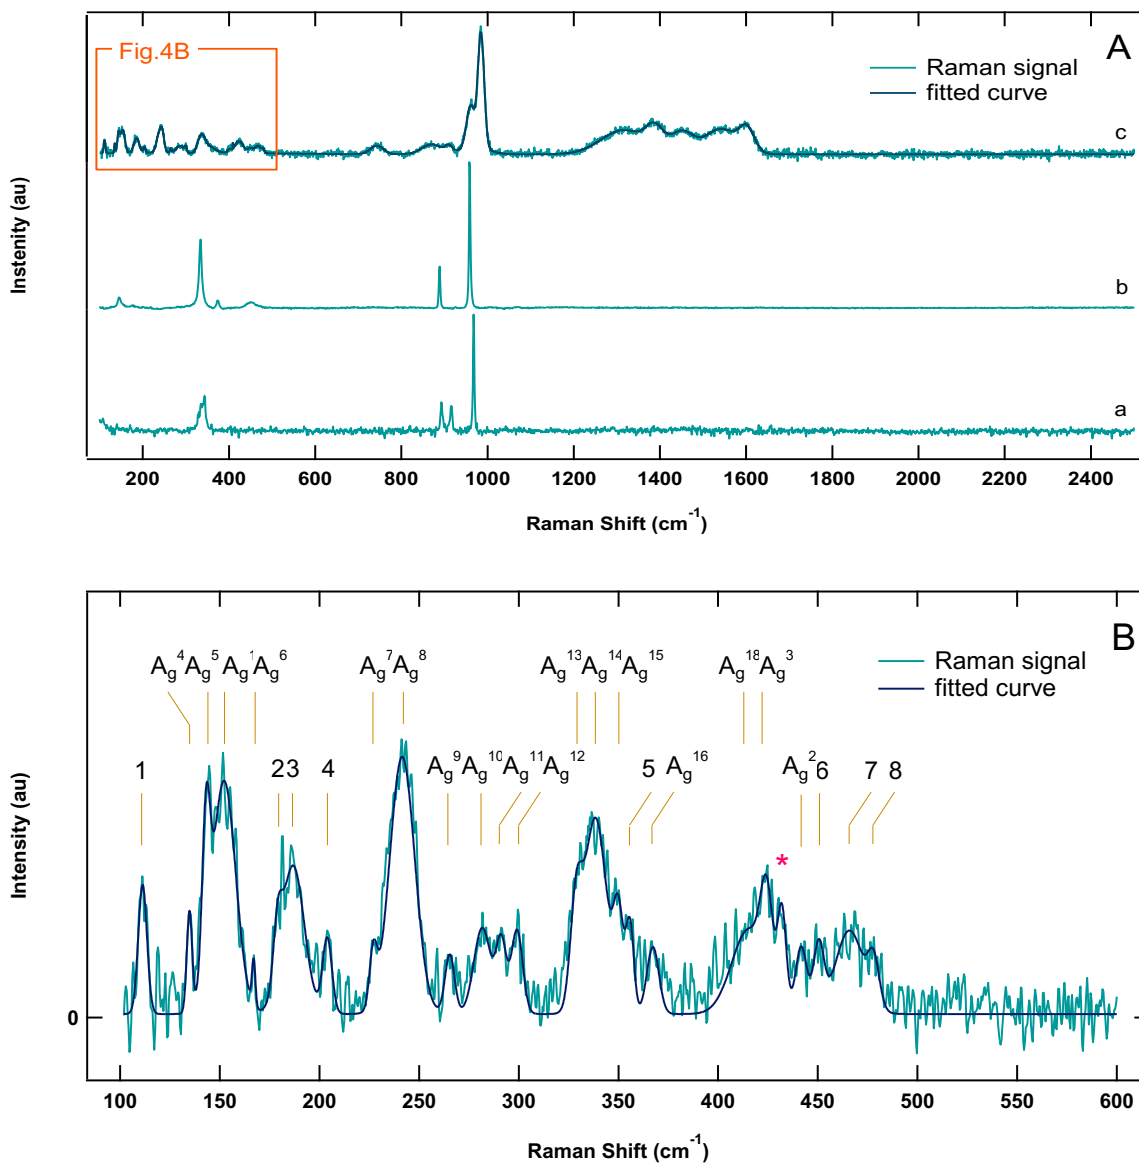 A
Fig.4B
Raman signal
fitted curve
c
b
a
Instenity (au)
200 400 600 800 1000 1200 1400 1600 1800 2000 2200 2400
Raman Shift (cm-1)
B
Ag4 Ag5 Ag1 Ag6 Ag7 Ag8 Ag13 Ag14 Ag15 Ag18 Ag3
Raman signal
fitted curve
1 2 3 4 Ag9 Ag10 Ag11 Ag12 5 Ag16 Ag2 6 7 8
*
Intensity (au)
0
100 150 200 250 300 350 400 450 500 550 600
Raman Shift (cm-1)